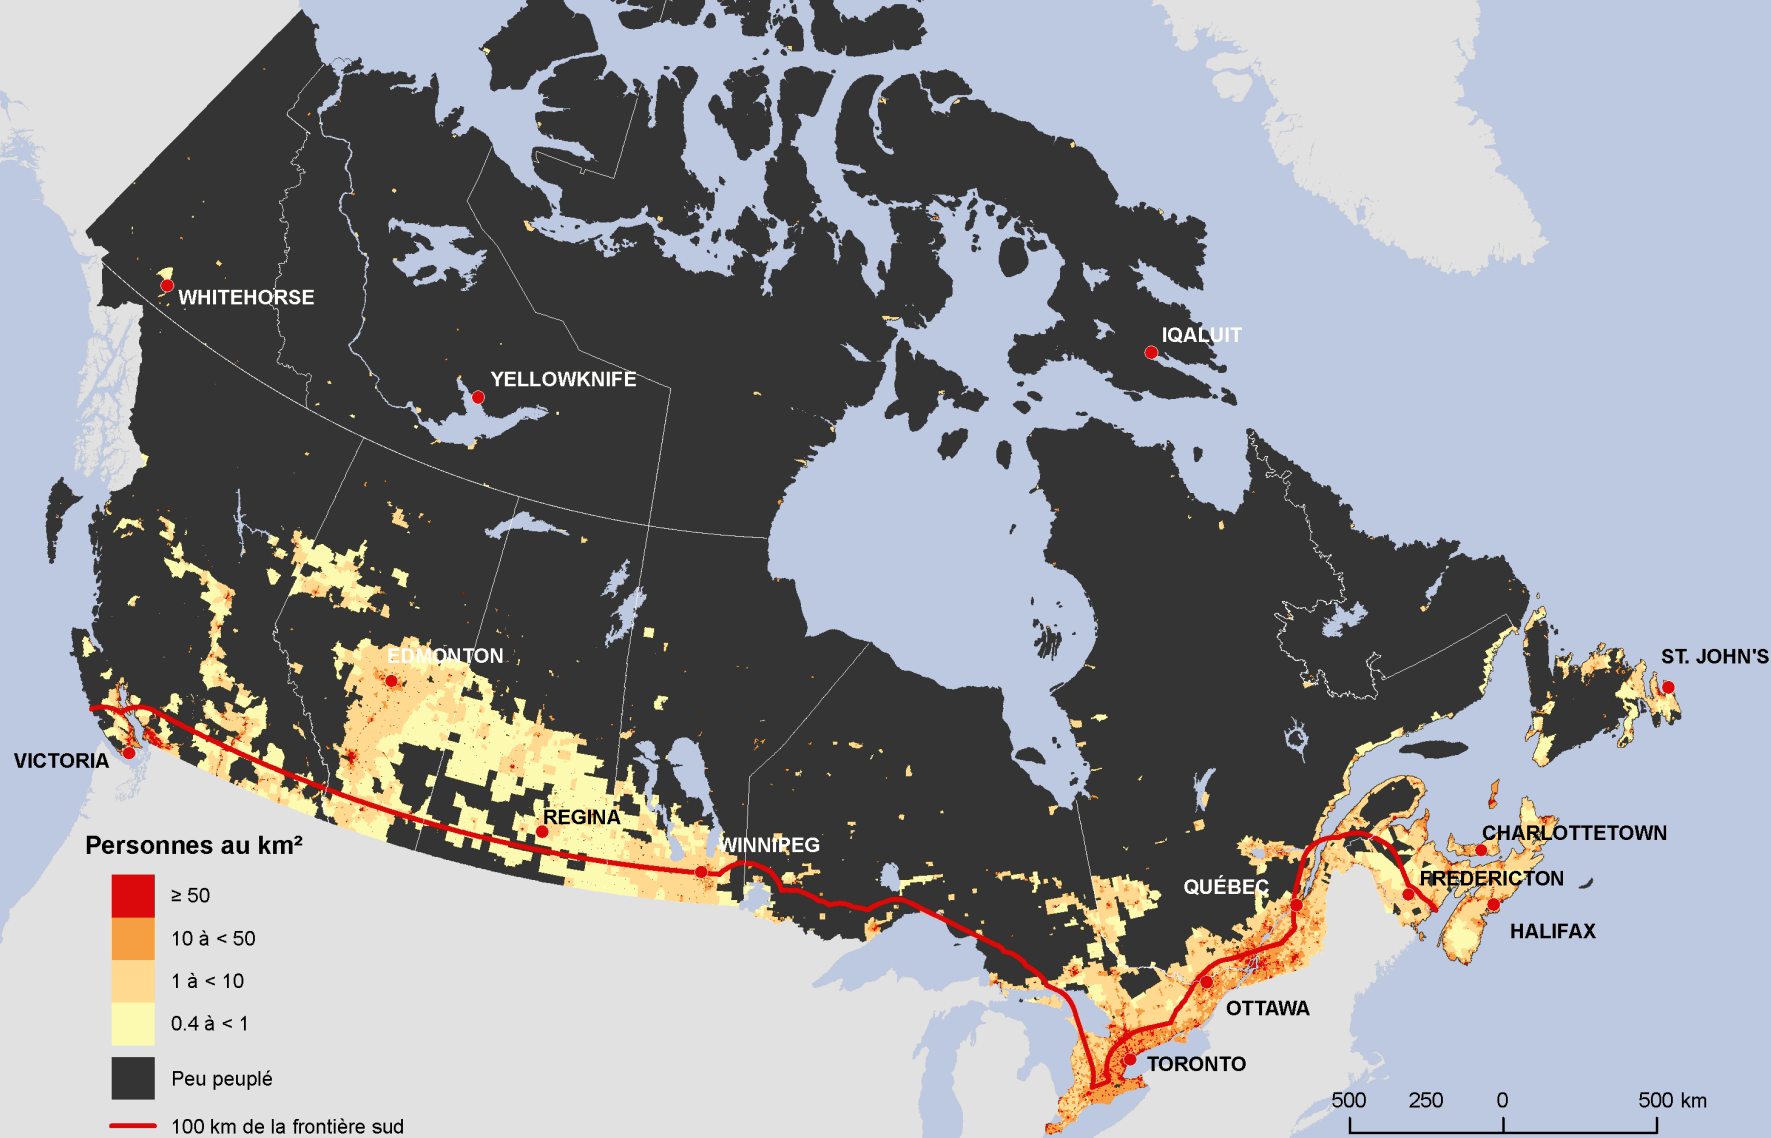 WHITEHORSE
IQALUIT
YELLOWKNIFE
EDMONTON
ST. JOHN'S
VICTORIA
REGINA
WINNIPEG
CHARLOTTETOWN
QUÉBEC
FREDERICTON
HALIFAX
OTTAWA
TORONTO
Personnes au km²
≥ 50
10 à < 50
1 à < 10
0.4 à < 1
Peu peuplé
100 km de la frontière sud
500 250 0 500 km